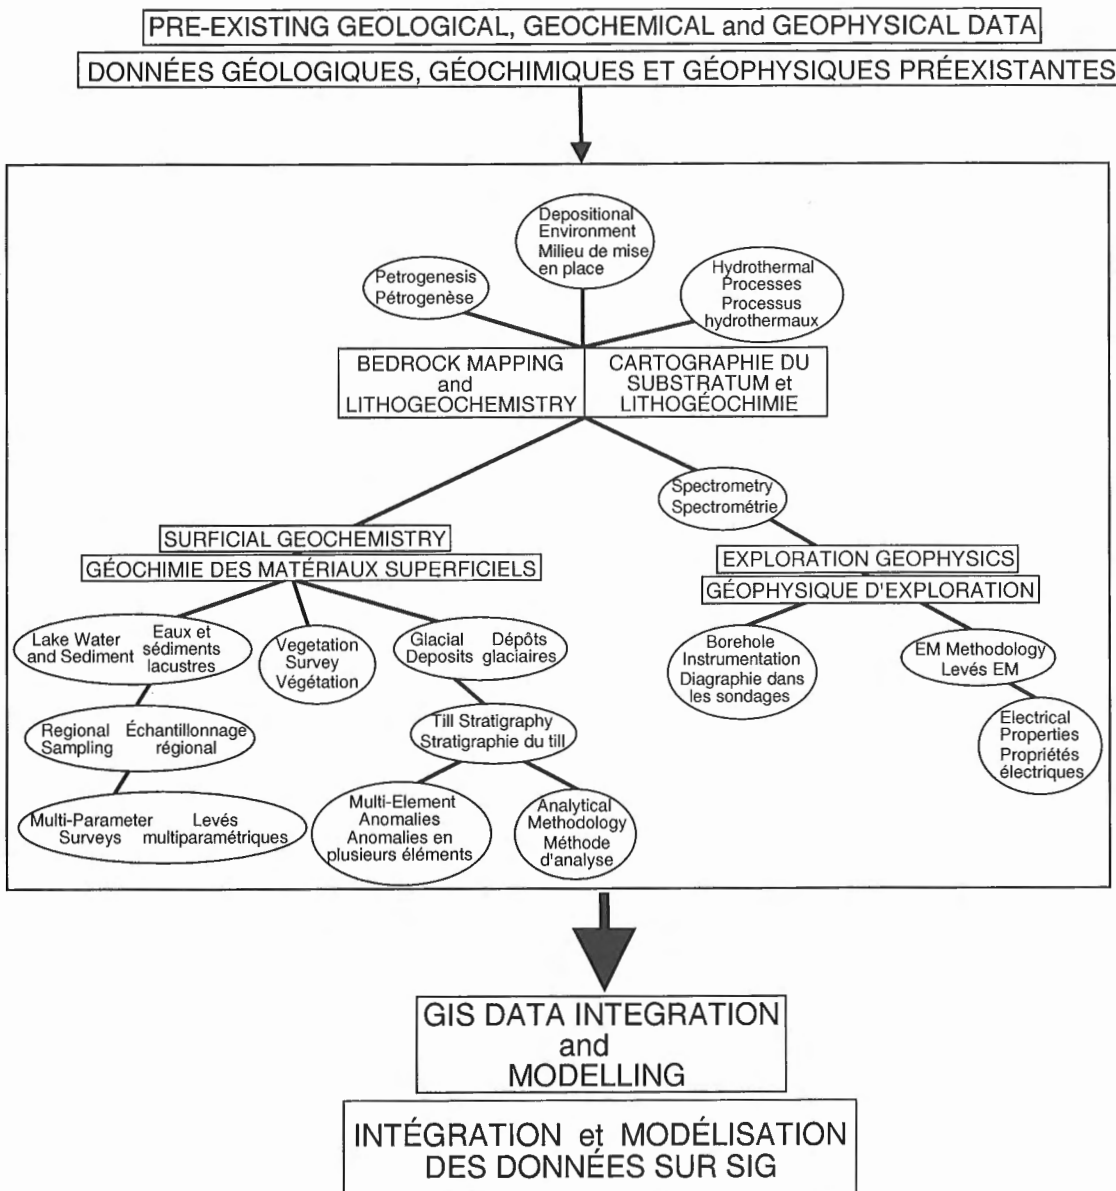 PRE-EXISTING GEOLOGICAL, GEOCHEMICAL and GEOPHYSICAL DATA
DONNÉES GÉOLOGIQUES, GÉOCHIMIQUES ET GÉOPHYSIQUES PRÉEXISTANTES
Depositional
Environment
Milieu de mise
en place
Petrogenesis
Pétrogenèse
Hydrothermal
Processes
Processus
hydrothermaux
BEDROCK MAPPING
and
LITHOGEOCHEMISTRY
CARTOGRAPHIE DU
SUBSTRATUM et
LITHOGÉOCHIMIE
Spectrometry
Spectrométrie
SURFICIAL GEOCHEMISTRY
GÉOCHIMIE DES MATÉRIAUX SUPERFICIELS
EXPLORATION GEOPHYSICS
GÉOPHYSIQUE D'EXPLORATION
Lake Water
and Sediment
Eaux et
sédiments
lacustres
Vegetation
Survey
Végétation
Glacial
Deposits
Dépôts
glaciaires
Borehole
Instrumentation
Diagraphie dans
les sondages
EM Methodology
Levés EM
Regional
Sampling
Échantillonnage
régional
Till Stratigraphy
Stratigraphie du till
Electrical
Properties
Propriétés
électriques
Multi-Parameter
Surveys
Levés
multiparamétriques
Multi-Element
Anomalies
Anomalies en
plusieurs éléments
Analytical
Methodology
Méthode
d'analyse
GIS DATA INTEGRATION
and
MODELLING
INTÉGRATION et MODÉLISATION
DES DONNÉES SUR SIG